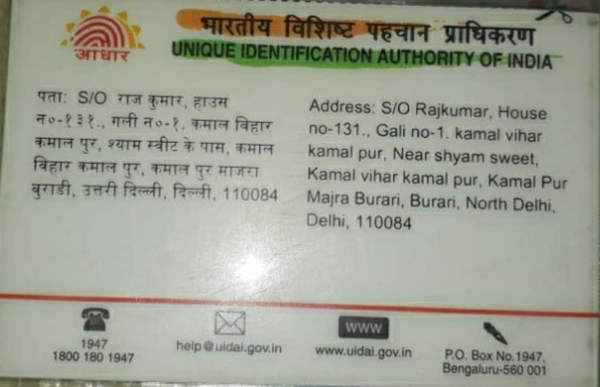 आधार
भारतीय विशिष्ट पहचान प्राधिकरण
UNIQUE IDENTIFICATION AUTHORITY OF INDIA
पता: S/O राज कुमार, हाउस
न०-१३१., गली न०-१. कमाल विहार
कमाल पुर, श्याम स्वीट के पास, कमाल
विहार कमाल पुर, कमाल पुर माजरा
बुराडी, उत्तरी दिल्ली, दिल्ली, 110084
Address: S/O Rajkumar, House
no-131., Gali no-1. kamal vihar
kamal pur, Near shyam sweet,
Kamal vihar kamal pur, Kamal Pur
Majra Burari, Burari, North Delhi,
Delhi, 110084
1947
1800 180 1947
help@uidai.gov.in
www
www.uidai.gov.in
P.O. Box No.1947,
Bengaluru-560 001